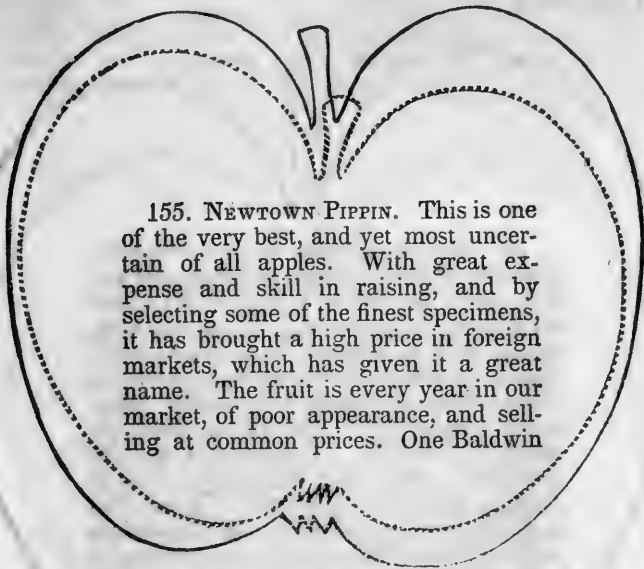 155. NEWTOWN PIPPIN. This is one
of the very best, and yet most uncer-
tain of all apples. With great ex-
pense and skill in raising, and by
selecting some of the finest specimens,
it has brought a high price in foreign
markets, which has given it a great
name. The fruit is every year in our
market, of poor appearance, and sell-
ing at common prices. One Baldwin